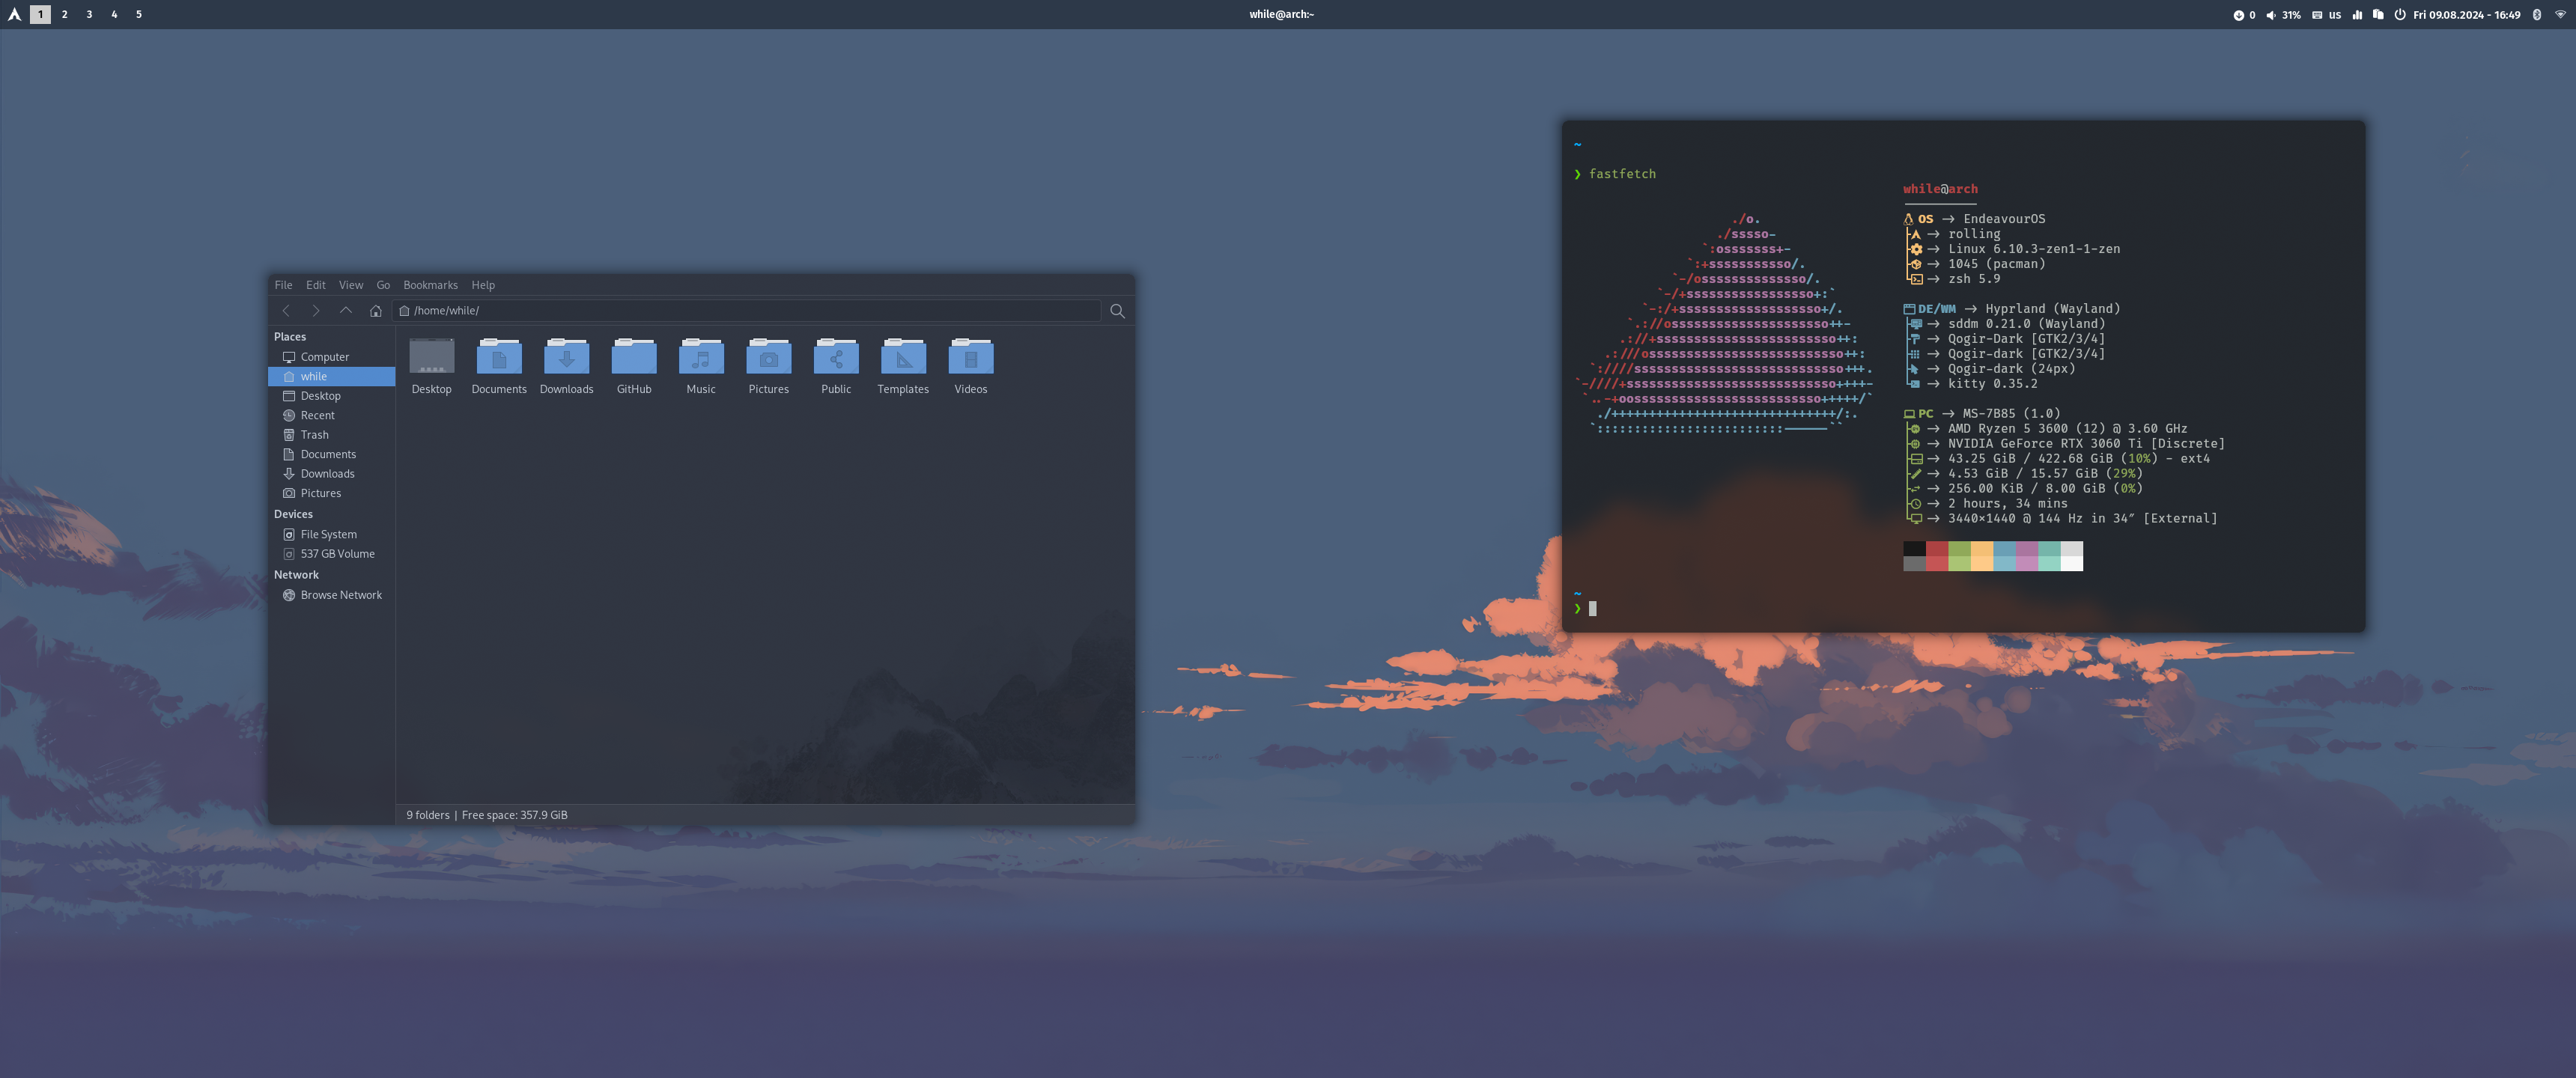 1 2 3 4 5
while@arch:~
0 31% us Fri 09.08.2024 - 16:49
File Edit View Go Bookmarks Help
/home/while/
Places
Computer
while
Desktop
Recent
Trash
Documents
Downloads
Pictures
Devices
File System
537 GB Volume
Network
Browse Network
Desktop Documents Downloads GitHub Music Pictures Public Templates Videos
9 folders | Free space: 357.9 GiB
~
❯ fastfetch
while@arch
OS → EndeavourOS
→ rolling
→ Linux 6.10.3-zen1-1-zen
→ 1045 (pacman)
→ zsh 5.9
DE/WM → Hyprland (Wayland)
→ sddm 0.21.0 (Wayland)
→ Qogir-Dark [GTK2/3/4]
→ Qogir-dark [GTK2/3/4]
→ Qogir-dark (24px)
→ kitty 0.35.2
PC → MS-7B85 (1.0)
→ AMD Ryzen 5 3600 (12) @ 3.60 GHz
→ NVIDIA GeForce RTX 3060 Ti [Discrete]
→ 43.25 GiB / 422.68 GiB (10%) - ext4
→ 4.53 GiB / 15.57 GiB (29%)
→ 256.00 KiB / 8.00 GiB (0%)
→ 2 hours, 34 mins
→ 3440×1440 @ 144 Hz in 34″ [External]
~
❯